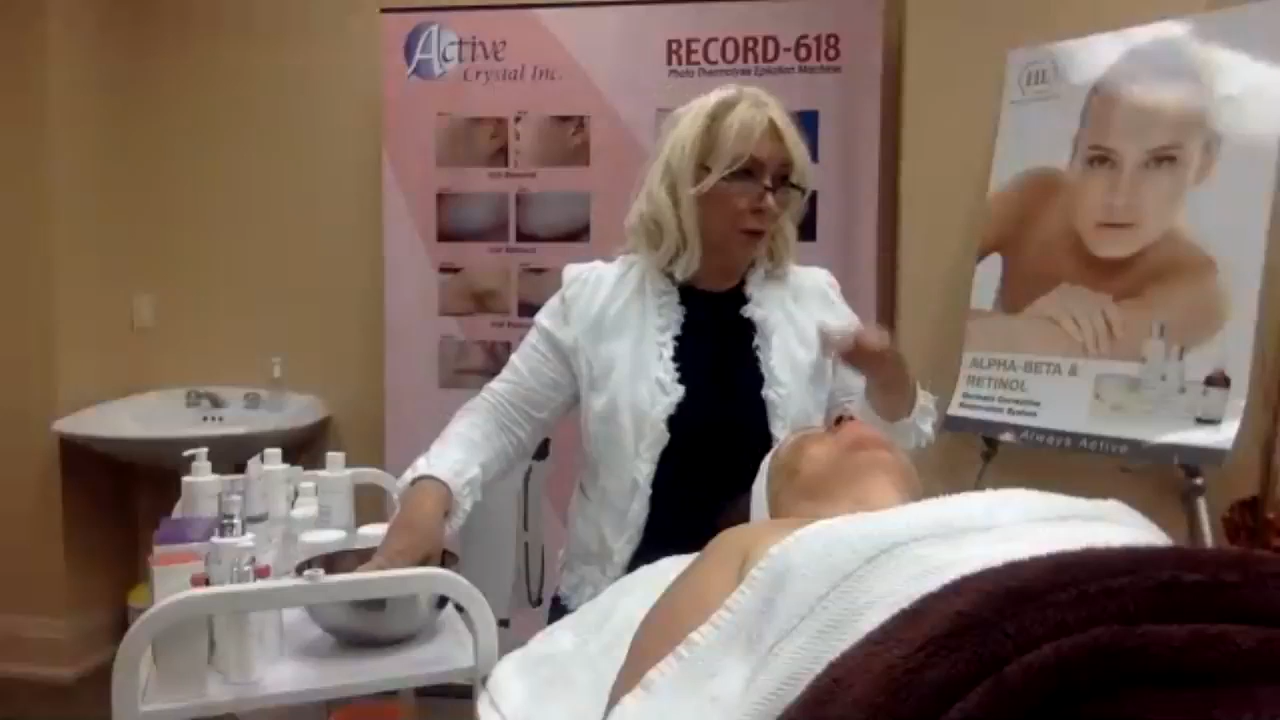 Active
Crystal Inc.
RECORD-618
Photo Thermolyse Epilation Machine
HL
ALPHA-BETA &
RETINOL
Always Active